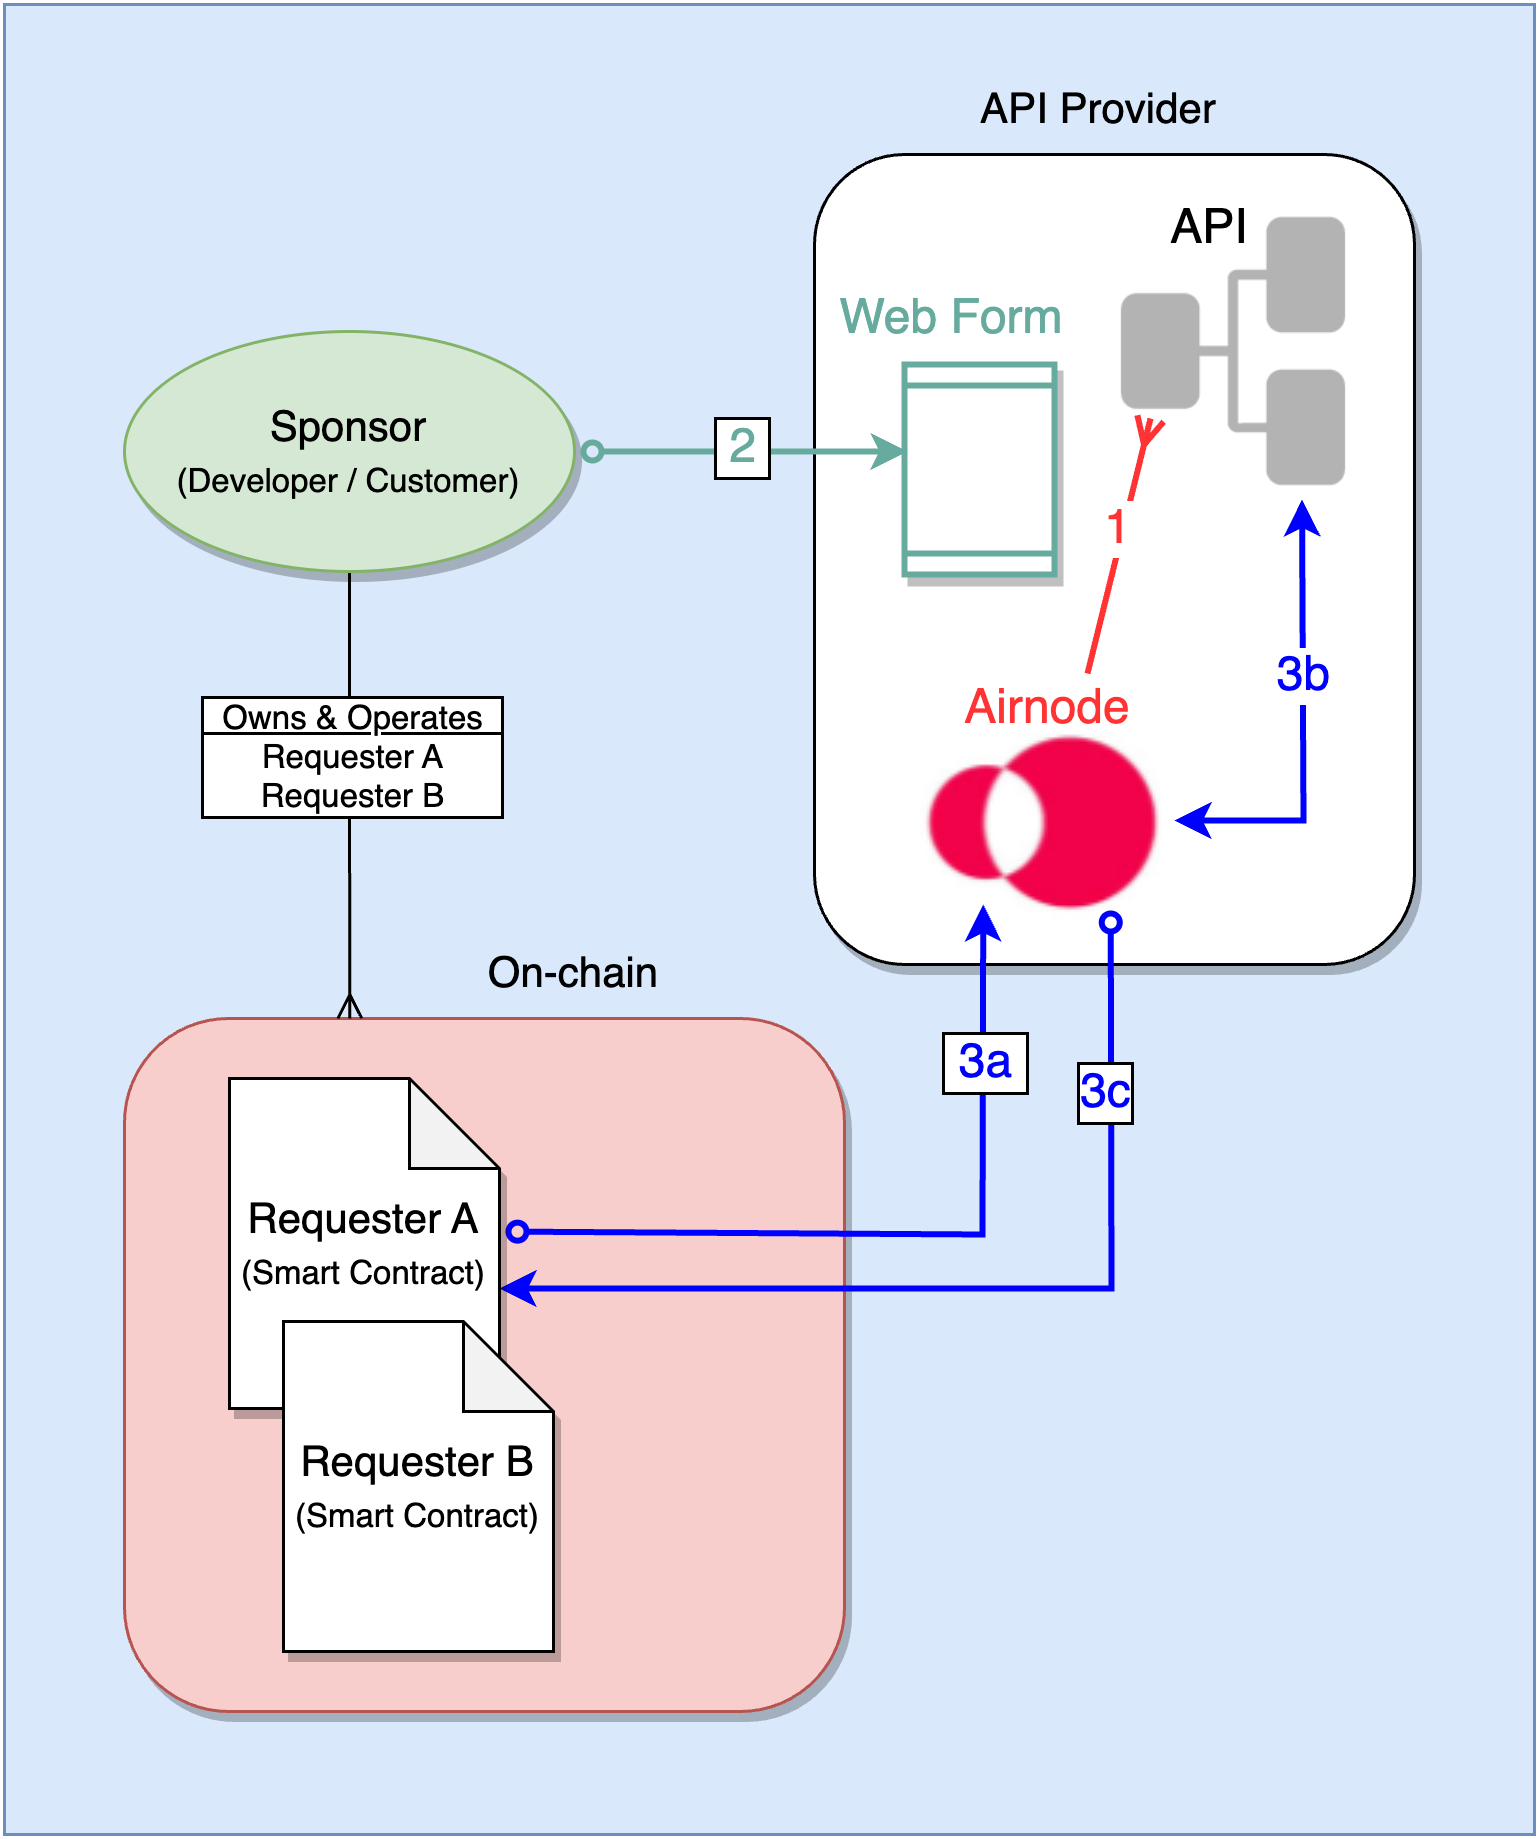 API Provider
API
Web Form
Sponsor
(Developer / Customer)
2
1
3b
Airnode
Owns & Operates
Requester A
Requester B
On-chain
3a
3c
Requester A
(Smart Contract)
Requester B
(Smart Contract)